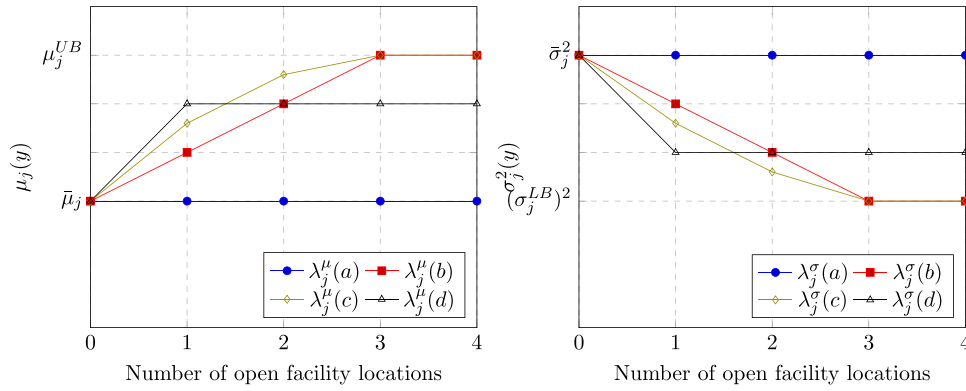 μ_j^{UB}
μ̄_j
μ_j(y)
λ_j^μ(a) λ_j^μ(b)
λ_j^μ(c) λ_j^μ(d)
0 1 2 3 4
Number of open facility locations
σ̄_j^2
(σ_j^{LB})^2
σ_j^2(y)
λ_j^σ(a) λ_j^σ(b)
λ_j^σ(c) λ_j^σ(d)
0 1 2 3 4
Number of open facility locations